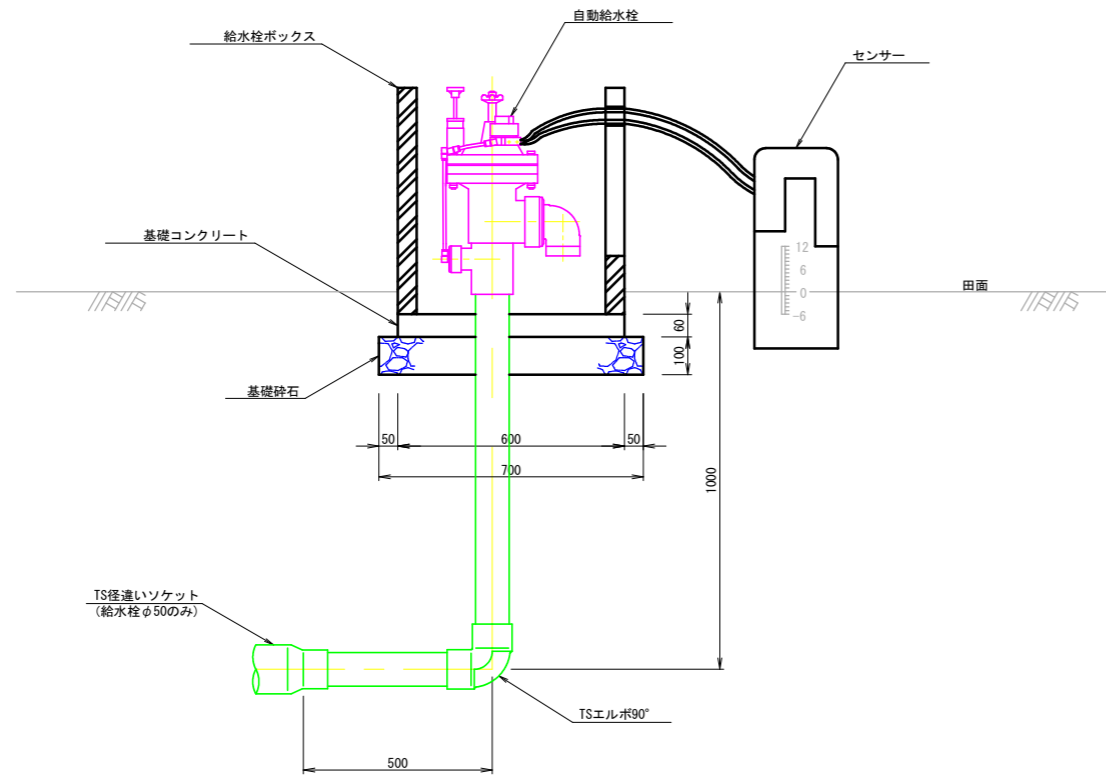 自動給水栓
給水栓ボックス
センサー
基礎コンクリート
12
6
0
-6
田面
60
100
基礎砕石
50
600
50
700
1000
TS径違いソケット
(給水栓φ50のみ)
TSエルボ90°
500